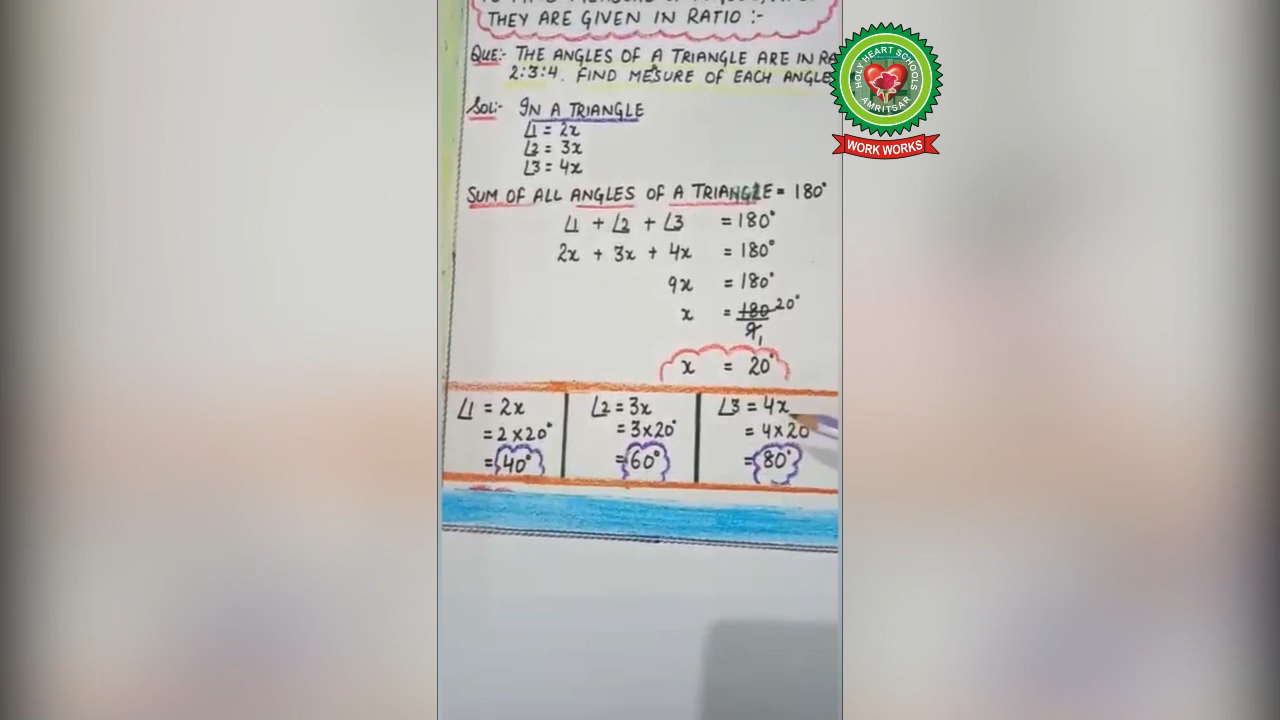 THEY ARE GIVEN IN RATIO :-
QUE:- THE ANGLES OF A TRIANGLE ARE IN RA
2:3:4. FIND MESURE OF EACH ANGLE
SOL:- IN A TRIANGLE
∠1 = 2x
∠2 = 3x
∠3 = 4x
SUM OF ALL ANGLES OF A TRIANGLE = 180°
∠1 + ∠2 + ∠3 = 180°
2x + 3x + 4x = 180°
9x = 180°
x = 180/9 20° 1
x = 20°
∠1 = 2x
= 2 x 20°
= 40°
∠2 = 3x
= 3x20°
= 60°
∠3 = 4x
= 4 x 20
= 80°
HOLY HEART SCHOOLS
AMRITSAR
WORK WORKS